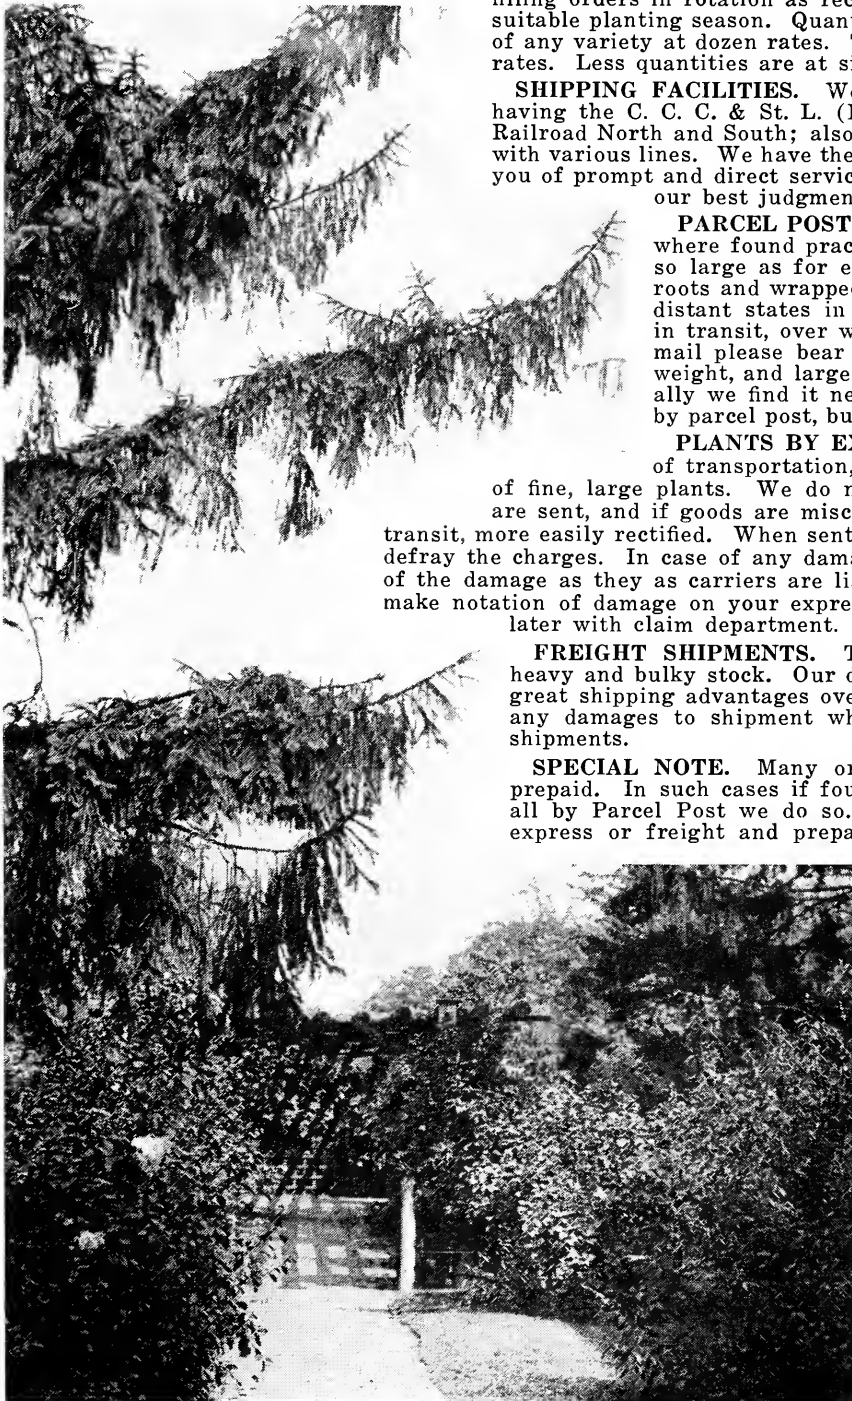 filling orders in rotation as rec
suitable planting season. Quant
of any variety at dozen rates.
rates. Less quantities are at si
SHIPPING FACILITIES. We
having the C. C. C. & St. L. (
Railroad North and South; also
with various lines. We have the
you of prompt and direct servic
our best judgmen
PARCEL POST
where found prac
so large as for e
roots and wrappe
distant states in
in transit, over w
mail please bear
weight, and large
ally we find it ne
by parcel post, bu
PLANTS BY EX
of transportation,
of fine, large plants. We do n
are sent, and if goods are misc
transit, more easily rectified. When sent
defray the charges. In case of any dama
of the damage as they as carriers are li
make notation of damage on your expre
later with claim department.
FREIGHT SHIPMENTS. T
heavy and bulky stock. Our c
great shipping advantages ove
any damages to shipment wh
shipments.
SPECIAL NOTE. Many or
prepaid. In such cases if fou
all by Parcel Post we do so.
express or freight and prepa